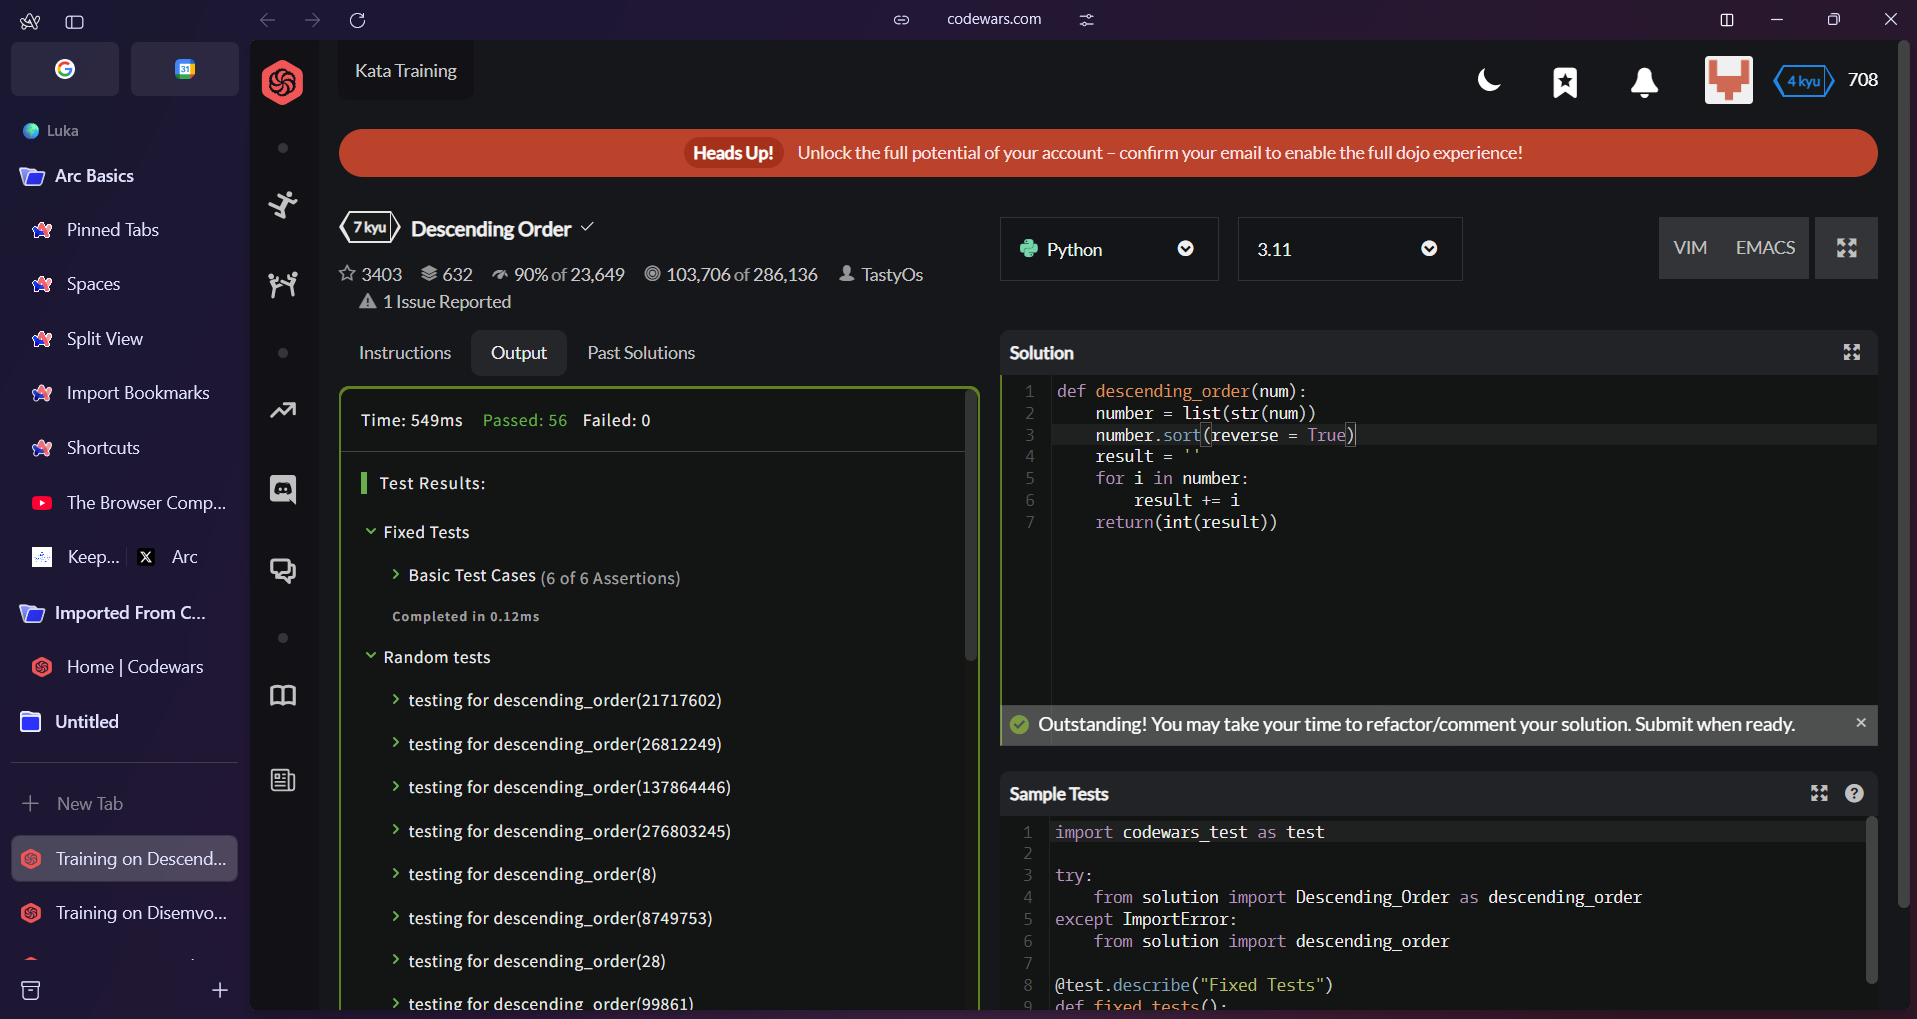 codewars.com
31
Luka
Arc Basics
Pinned Tabs
Spaces
Split View
Import Bookmarks
Shortcuts
The Browser Comp...
Keep... X Arc
Imported From C...
Home | Codewars
Untitled
New Tab
Training on Descend...
Training on Disemvo...
Kata Training
4 kyu 708
Heads Up! Unlock the full potential of your account – confirm your email to enable the full dojo experience!
7 kyu Descending Order
3403 632 90% of 23,649 103,706 of 286,136 TastyOs
1 Issue Reported
Python
3.11
VIM EMACS
Instructions Output Past Solutions
Time: 549ms Passed: 56 Failed: 0
Test Results:
Fixed Tests
Basic Test Cases (6 of 6 Assertions)
Completed in 0.12ms
Random tests
testing for descending_order(21717602)
testing for descending_order(26812249)
testing for descending_order(137864446)
testing for descending_order(276803245)
testing for descending_order(8)
testing for descending_order(8749753)
testing for descending_order(28)
testing for descending_order(99861)
Solution
1 def descending_order(num):
2 number = list(str(num))
3 number.sort(reverse = True)
4 result = ''
5 for i in number:
6 result += i
7 return(int(result))
Outstanding! You may take your time to refactor/comment your solution. Submit when ready.
Sample Tests
1 import codewars_test as test
2
3 try:
4 from solution import Descending_Order as descending_order
5 except ImportError:
6 from solution import descending_order
7
8 @test.describe("Fixed Tests")
9 def fixed_tests():